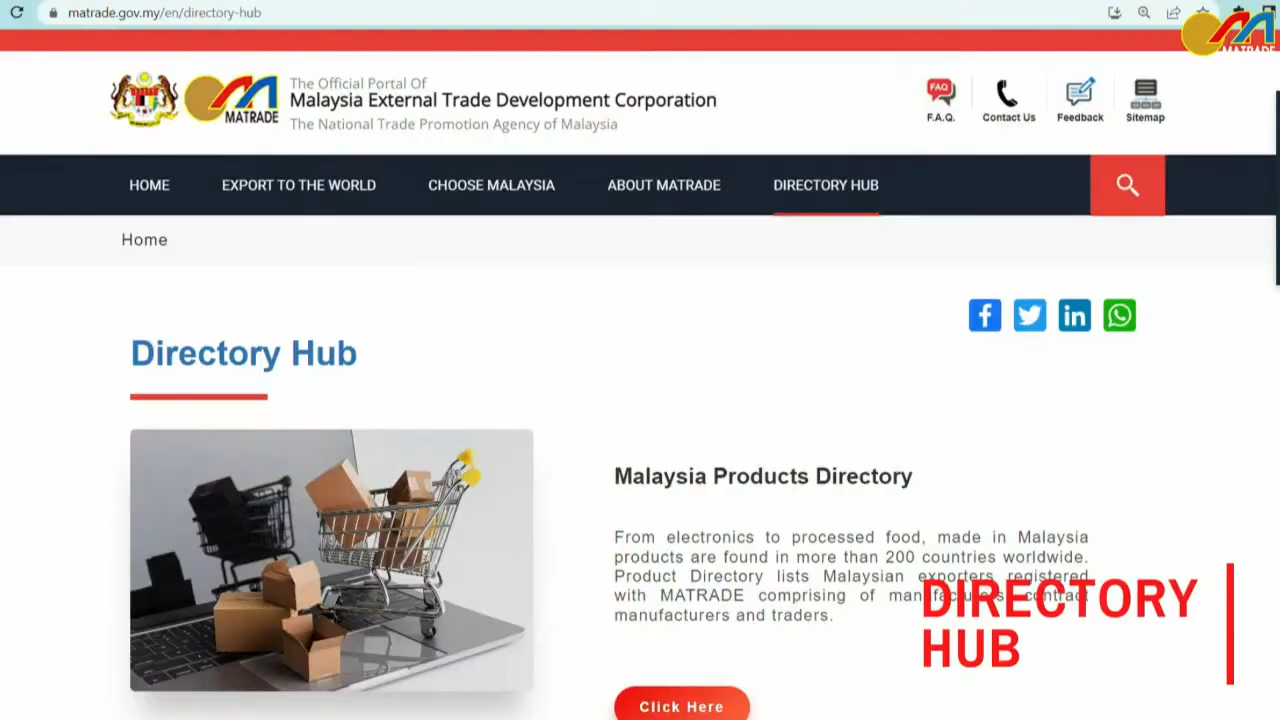 matrade.gov.my/en/directory-hub
MATRADE
The Official Portal Of
Malaysia External Trade Development Corporation
The National Trade Promotion Agency of Malaysia
MATRADE
FAQ
F.A.Q.
Contact Us
Feedback
Sitemap
HOME
EXPORT TO THE WORLD
CHOOSE MALAYSIA
ABOUT MATRADE
DIRECTORY HUB
Home
Directory Hub
Malaysia Products Directory
From electronics to processed food, made in Malaysia
products are found in more than 200 countries worldwide.
Product Directory lists Malaysian exporters registered
with MATRADE comprising of manufacturers, contract
manufacturers and traders.
DIRECTORY
HUB
Click Here